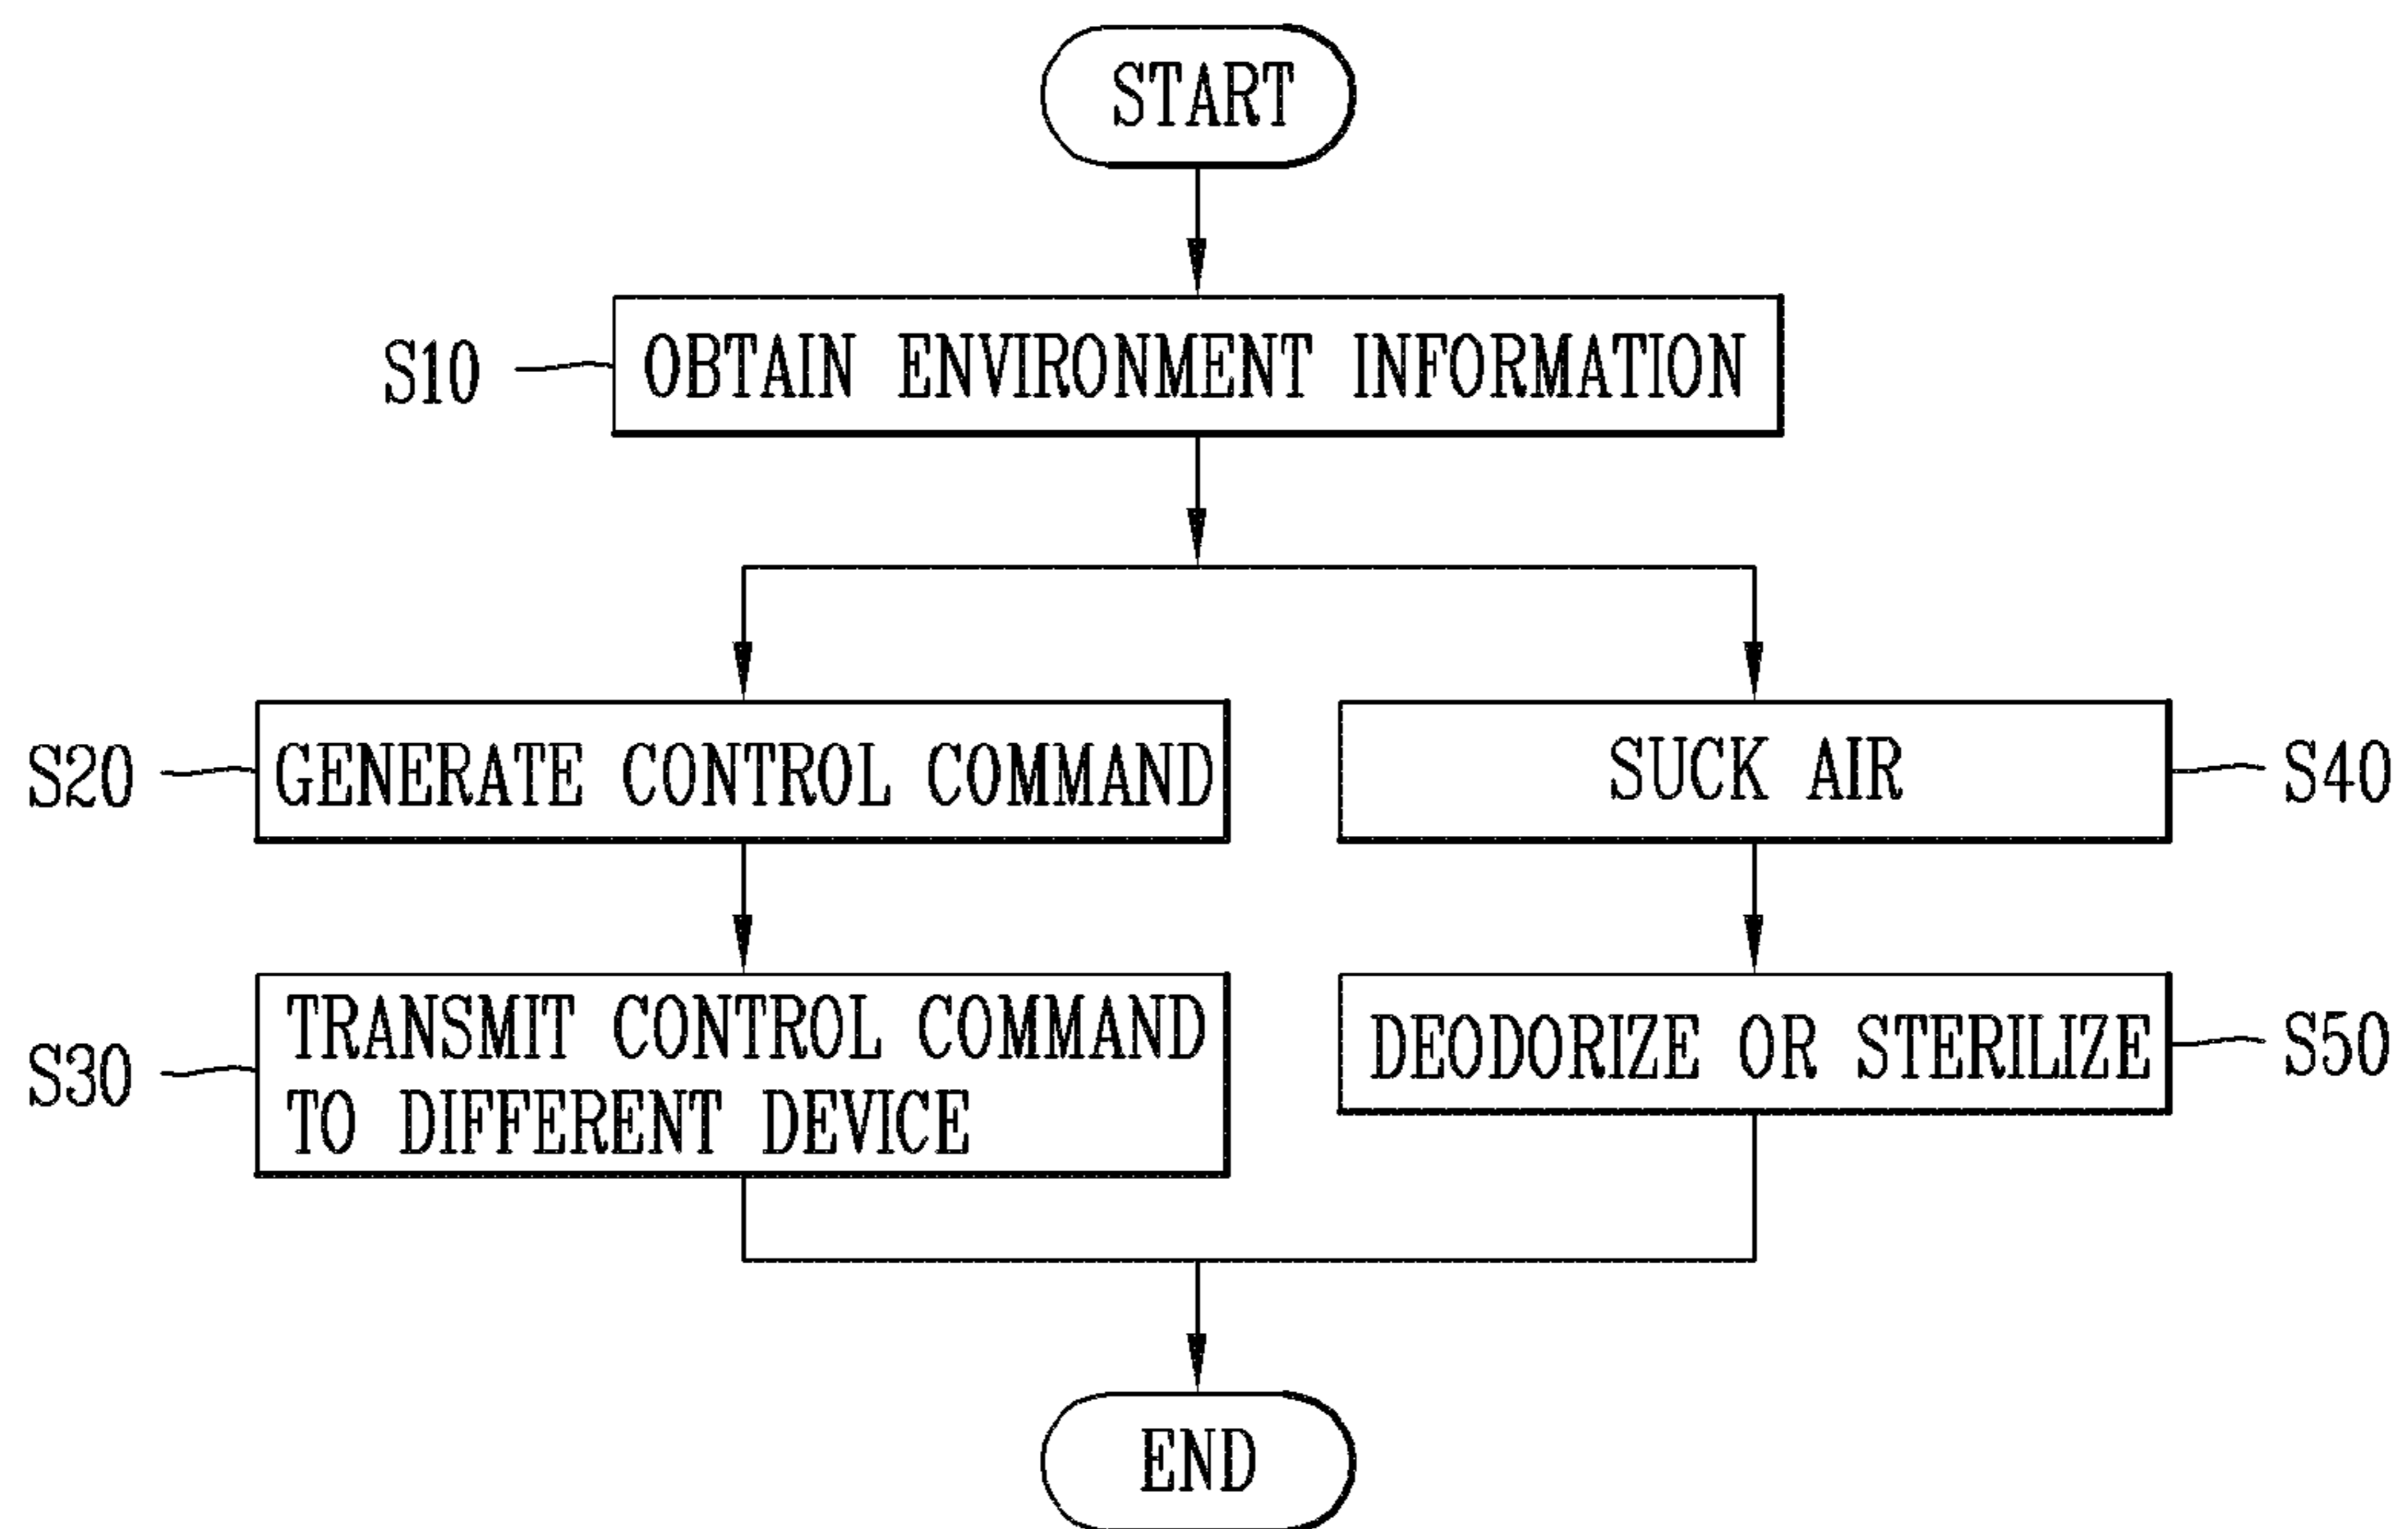 START
S10
OBTAIN ENVIRONMENT INFORMATION
S20
GENERATE CONTROL COMMAND
SUCK AIR
S40
S30
TRANSMIT CONTROL COMMAND
TO DIFFERENT DEVICE
DEODORIZE OR STERILIZE
S50
END